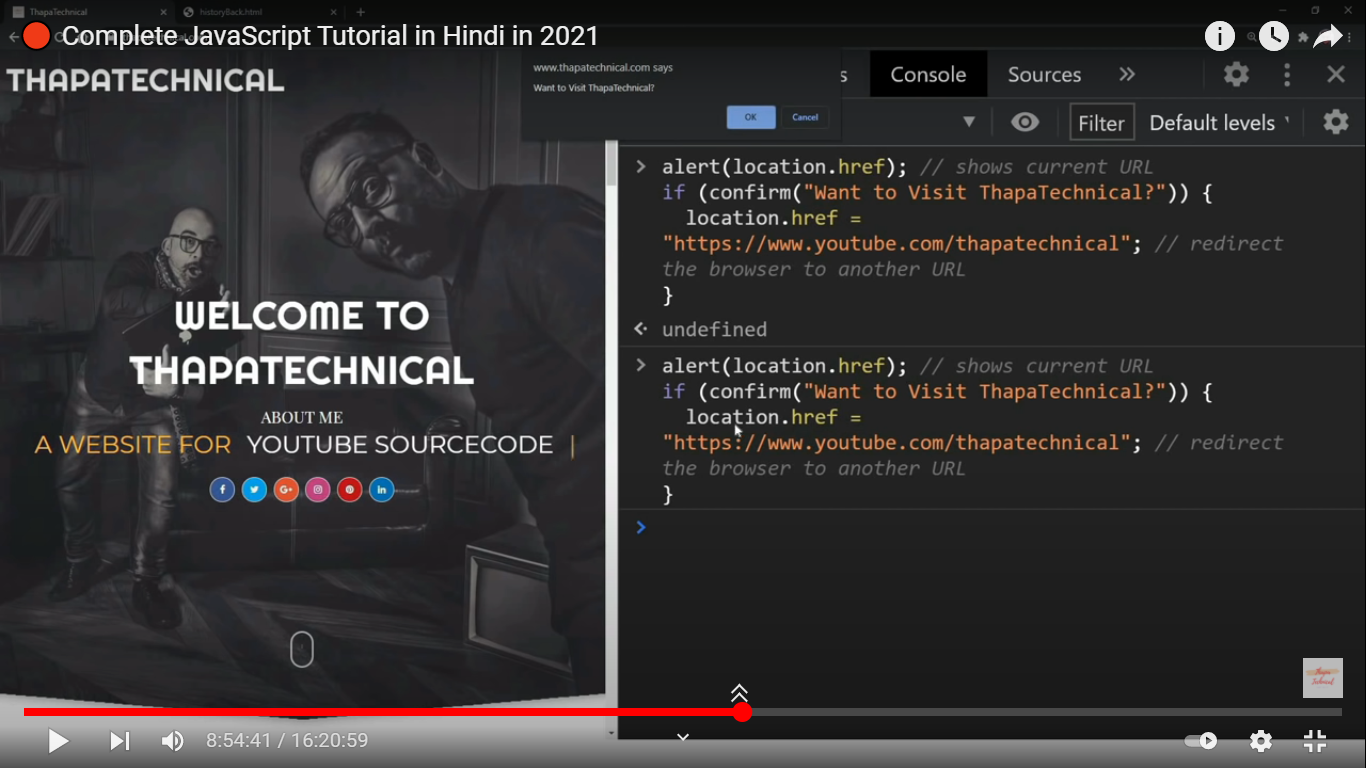 ThapaTechnical
historyBack.html
Complete JavaScript Tutorial in Hindi in 2021
THAPATECHNICAL
www.thapatechnical.com says
Want to Visit ThapaTechnical?
OK
Cancel
s
Console
Sources
Filter
Default levels
alert(location.href); // shows current URL
if (confirm("Want to Visit ThapaTechnical?")) {
location.href =
"https://www.youtube.com/thapatechnical"; // redirect
the browser to another URL
}
undefined
alert(location.href); // shows current URL
if (confirm("Want to Visit ThapaTechnical?")) {
location.href =
"https://www.youtube.com/thapatechnical"; // redirect
the browser to another URL
}
WELCOME TO
THAPATECHNICAL
ABOUT ME
A WEBSITE FOR YOUTUBE SOURCECODE |
Thapa
Technical
8:54:41 / 16:20:59